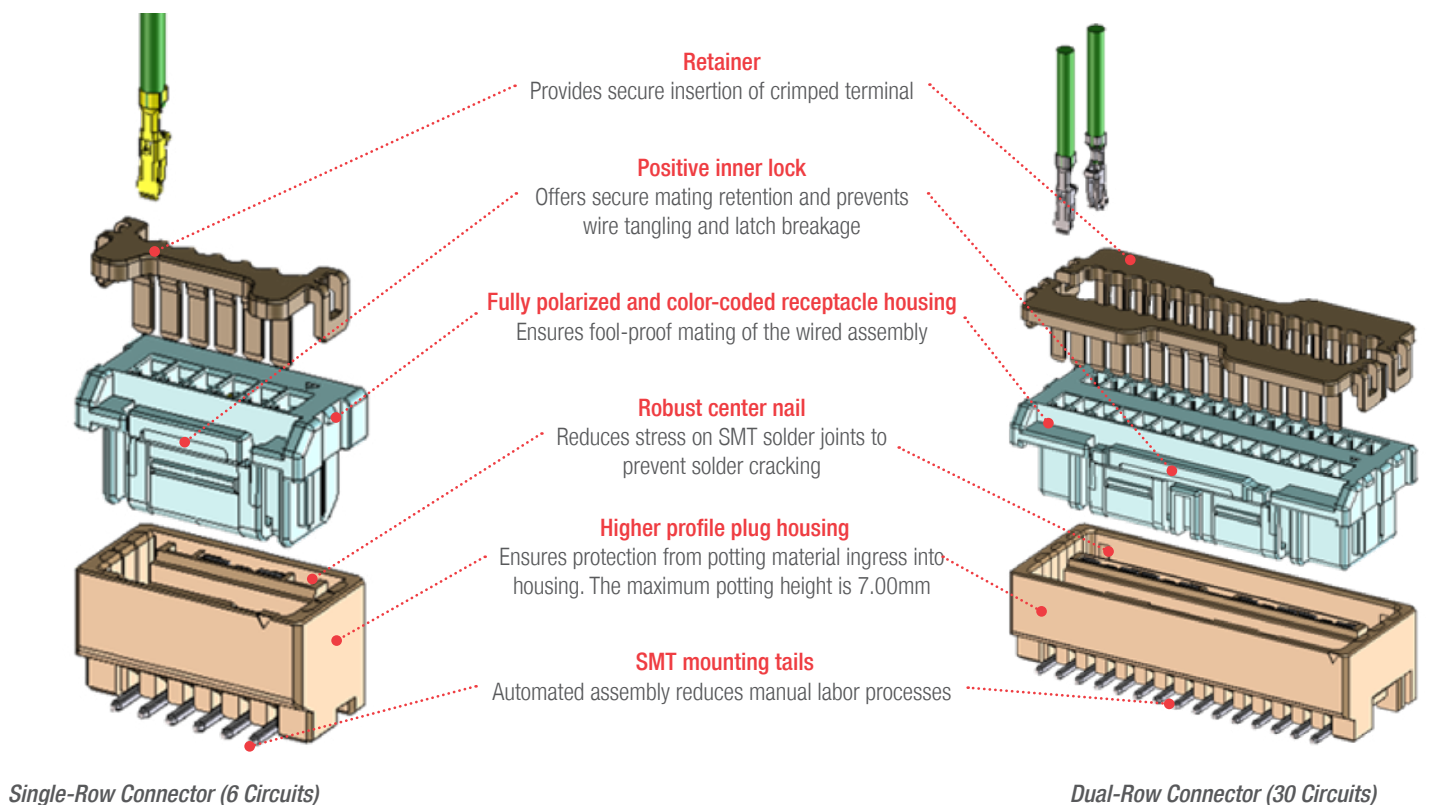 Retainer
Provides secure insertion of crimped terminal
Positive inner lock
Offers secure mating retention and prevents
wire tangling and latch breakage
Fully polarized and color-coded receptacle housing
Ensures fool-proof mating of the wired assembly
Robust center nail
Reduces stress on SMT solder joints to
prevent solder cracking
Higher profile plug housing
Ensures protection from potting material ingress into
housing. The maximum potting height is 7.00mm
SMT mounting tails
Automated assembly reduces manual labor processes
Single-Row Connector (6 Circuits)
Dual-Row Connector (30 Circuits)